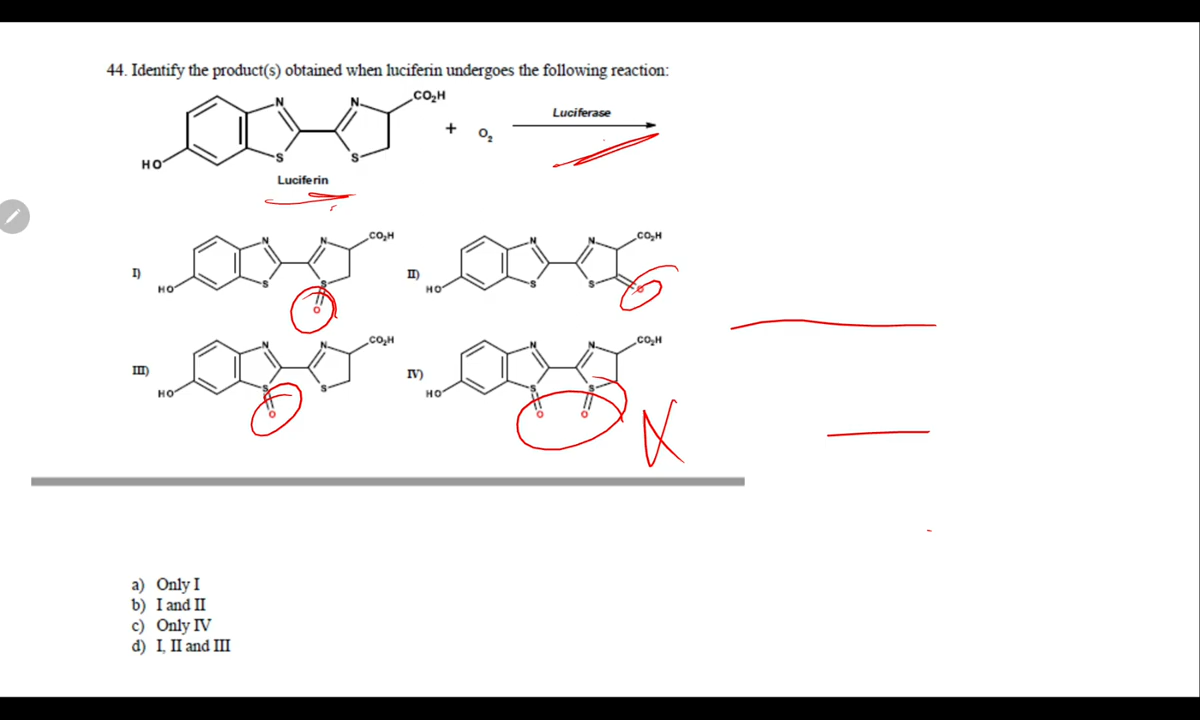 44. Identify the product(s) obtained when luciferin undergoes the following reaction:
N N CO2H
+ O2 Luciferase
HO S S
Luciferin
I) N N CO2H
HO S S
O
II) N N CO2H
HO S S O
III) N N CO2H
HO S S
O
IV) N N CO2H
HO S S
O O
a) Only I
b) I and II
c) Only IV
d) I, II and III